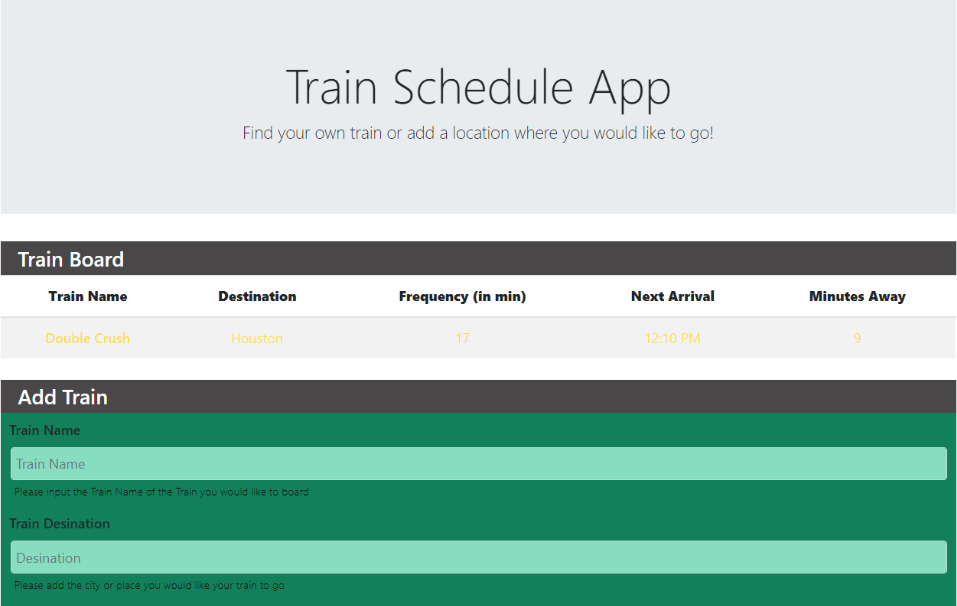 Train Schedule App
Find your own train or add a location where you would like to go!
Train Board
Train Name Destination Frequency (in min) Next Arrival Minutes Away
Double Crush Houston 17 12:10 PM 9
Add Train
Train Name
Train Name
Please input the Train Name of the Train you would like to board
Train Desination
Desination
Please add the city or place you would like your train to go